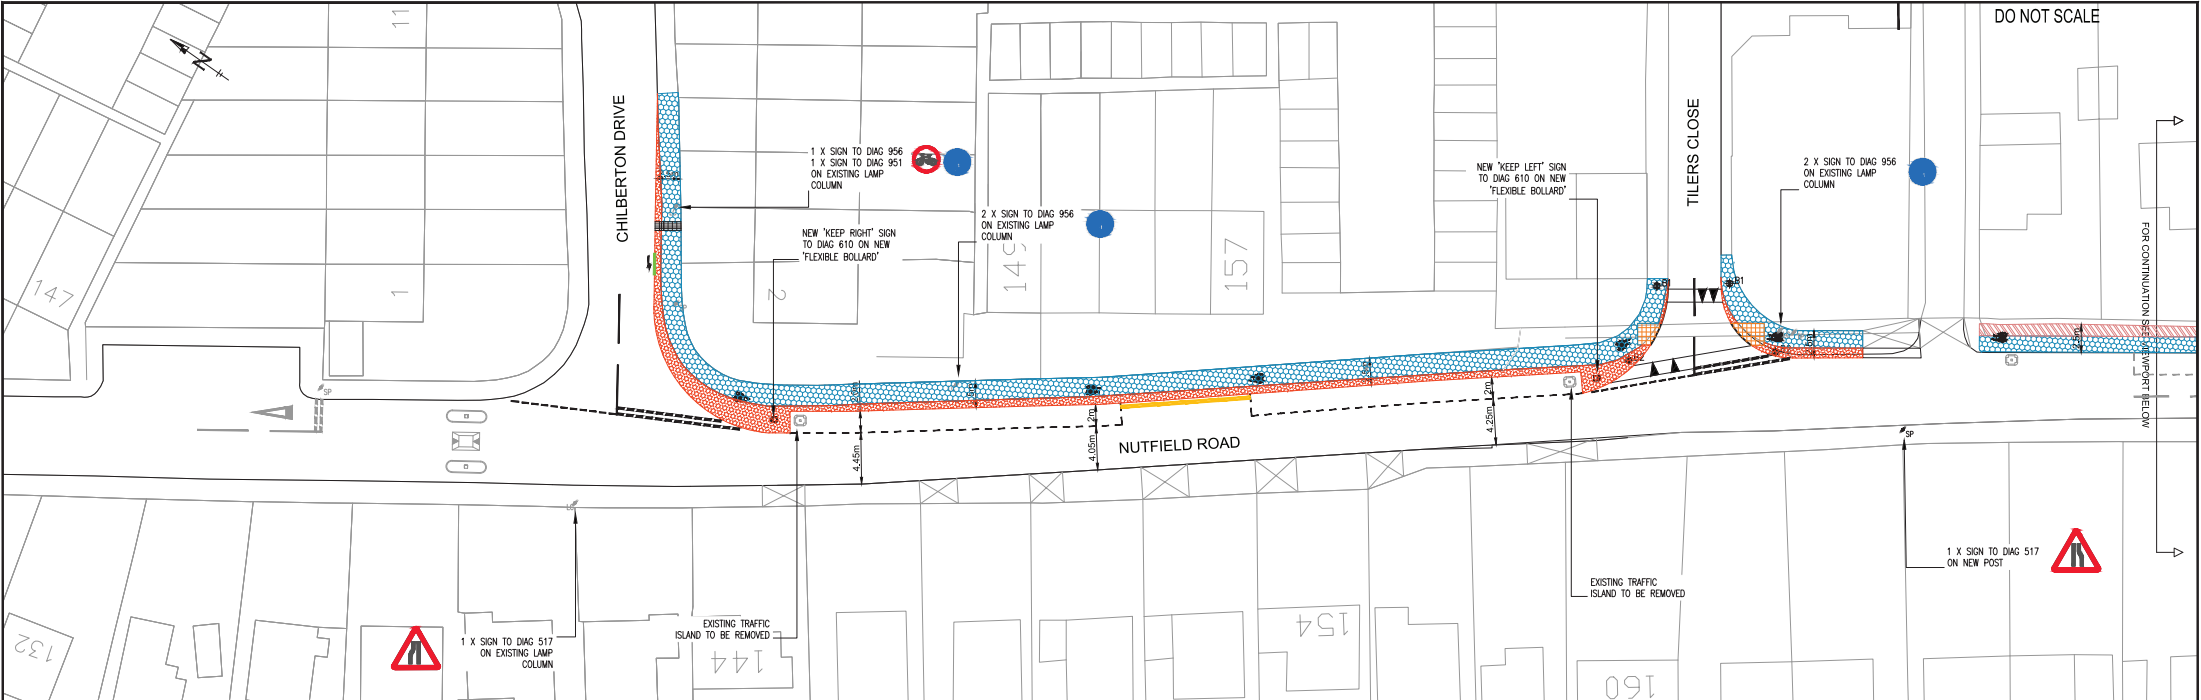 DO NOT SCALE
11
N
147
1
CHILBERTON DRIVE
1 X SIGN TO DIAG 956
1 X SIGN TO DIAG 951
ON EXISTING LAMP
COLUMN
NEW 'KEEP RIGHT' SIGN
TO DIAG 610 ON NEW
'FLEXIBLE BOLLARD'
2
2 X SIGN TO DIAG 956
ON EXISTING LAMP
COLUMN
149
157
NEW 'KEEP LEFT' SIGN
TO DIAG 610 ON NEW
'FLEXIBLE BOLLARD'
TILERS CLOSE
B1
2 X SIGN TO DIAG 956
ON EXISTING LAMP
COLUMN
FOR CONTINUATION SEE VIEWPORT BELOW
SP
4.45m
2m
4.05m
2m
4.25m
NUTFIELD ROAD
SP
132
1 X SIGN TO DIAG 517
ON EXISTING LAMP
COLUMN
EXISTING TRAFFIC
ISLAND TO BE REMOVED
144
154
EXISTING TRAFFIC
ISLAND TO BE REMOVED
160
1 X SIGN TO DIAG 517
ON NEW POST